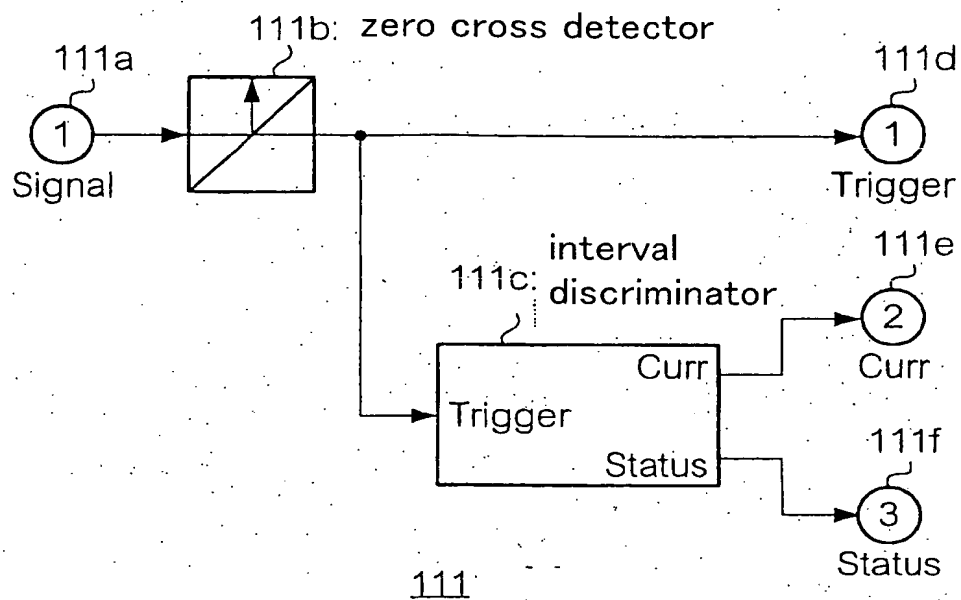 111b: zero cross detector
111a
111d
1
1
Signal
Trigger
111e
interval
111c: discriminator
2
Curr
Curr
Trigger
111f
Status
3
Status
111